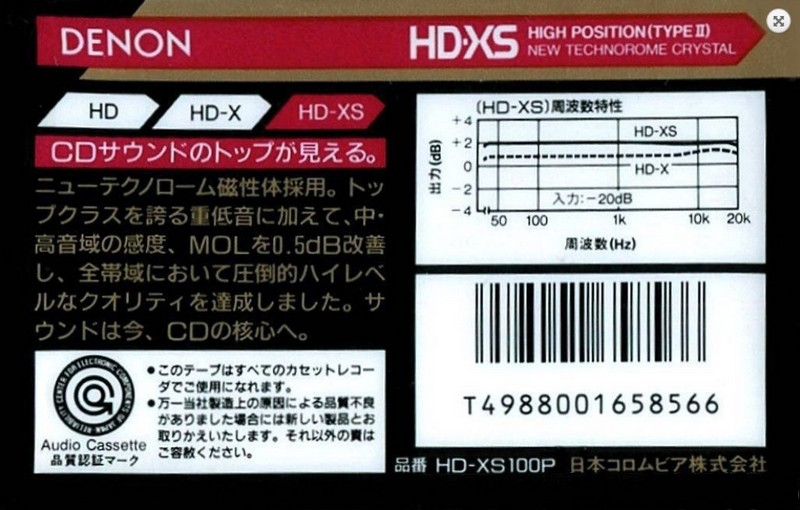 DENON
HD·XS
HIGH POSITION(TYPEⅡ)
NEW TECHNOROME CRYSTAL
HD
HD-X
HD-XS
CDサウンドのトップが見える。
ニューテクノローム磁性体採用。トッ
プクラスを誇る重低音に加えて、中・
高音域の感度、MOLを0.5dB改善
し、全帯域において圧倒的ハイレベ
ルなクオリティを達成しました。サ
ウンドは今、CDの核心へ。
CENTER FOR ELECTRONIC COMPONENTS OF JAPAN·RELIABILITY
Audio Cassette
品質認証マーク
●このテープはすべてのカセットレコー
ダでご使用になれます。
●万一当社製造上の原因による品質不良
がありました場合には新しい製品とお
取りかえいたします。それ以外の責は
ご容赦ください。
(HD-XS)周波数特性
出力(dB)
+4
+2
0
−2
−4
HD-XS
HD-X
入力:−20dB
50 100 1k 10k 20k
周波数(Hz)
T4988001658566
品番 HD-XS100P 日本コロムビア株式会社